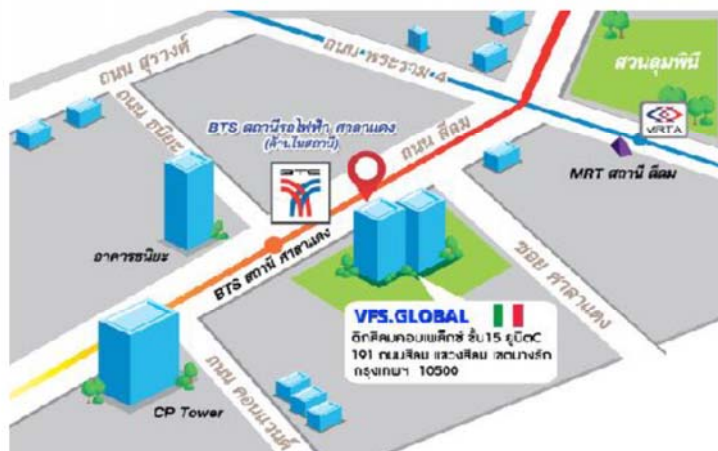 ถนน สุรวงศ์
ถนน ธนิยะ
ถนน พระราม 4
สวนลุมพินี
BTS สถานีรถไฟฟ้า ศาลาแดง
(ด้านในสถานี)
BTS
ถนน สีลม
MRTA
MRT สถานี สีลม
อาคารธนิยะ
BTS สถานี ศาลาแดง
ซอย ศาลาแดง
VFS.GLOBAL
ตึกสีลมคอมเพล็กซ์ ชั้น15 ยูนิตC
191 ถนนสีลม แขวงสีลม เขตบางรัก
กรุงเทพฯ 10500
CP Tower
ถนน คอนแวนต์